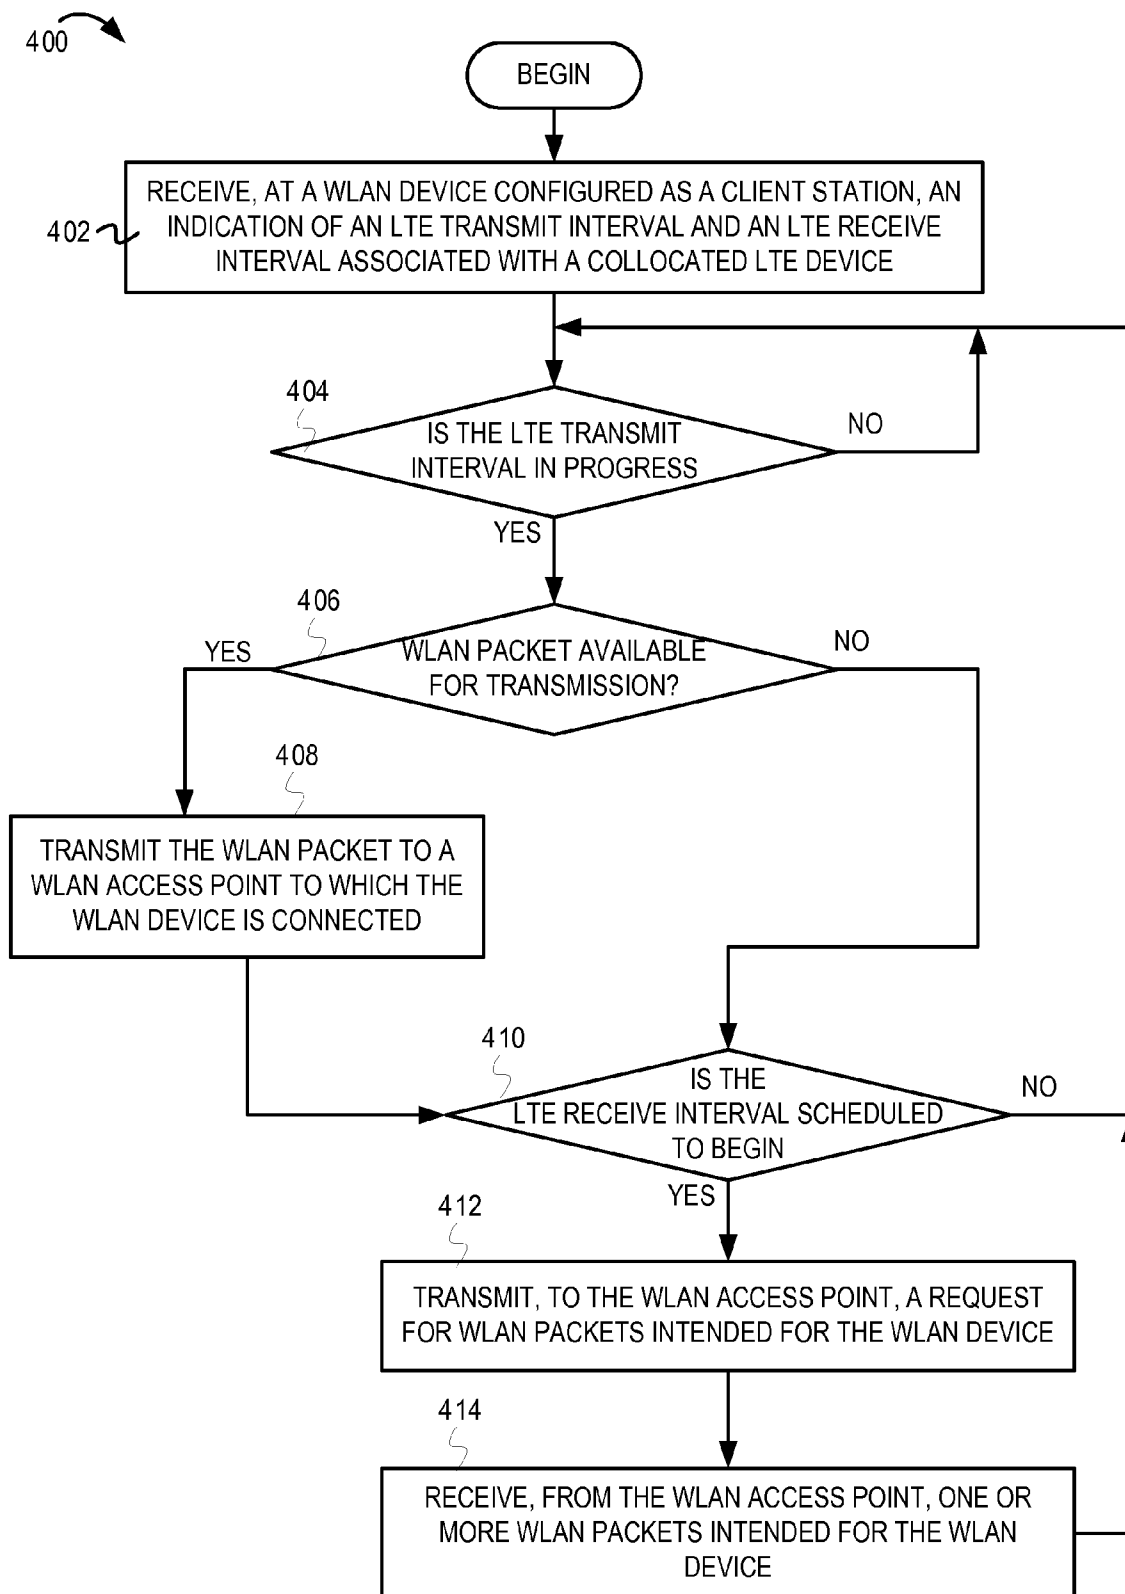 400
BEGIN
RECEIVE, AT A WLAN DEVICE CONFIGURED AS A CLIENT STATION, AN
INDICATION OF AN LTE TRANSMIT INTERVAL AND AN LTE RECEIVE
INTERVAL ASSOCIATED WITH A COLLOCATED LTE DEVICE
402
404
IS THE LTE TRANSMIT
INTERVAL IN PROGRESS
NO
YES
406
WLAN PACKET AVAILABLE
FOR TRANSMISSION?
YES
NO
408
TRANSMIT THE WLAN PACKET TO A
WLAN ACCESS POINT TO WHICH THE
WLAN DEVICE IS CONNECTED
410
IS THE
LTE RECEIVE INTERVAL SCHEDULED
TO BEGIN
NO
YES
412
TRANSMIT, TO THE WLAN ACCESS POINT, A REQUEST
FOR WLAN PACKETS INTENDED FOR THE WLAN DEVICE
414
RECEIVE, FROM THE WLAN ACCESS POINT, ONE OR
MORE WLAN PACKETS INTENDED FOR THE WLAN
DEVICE